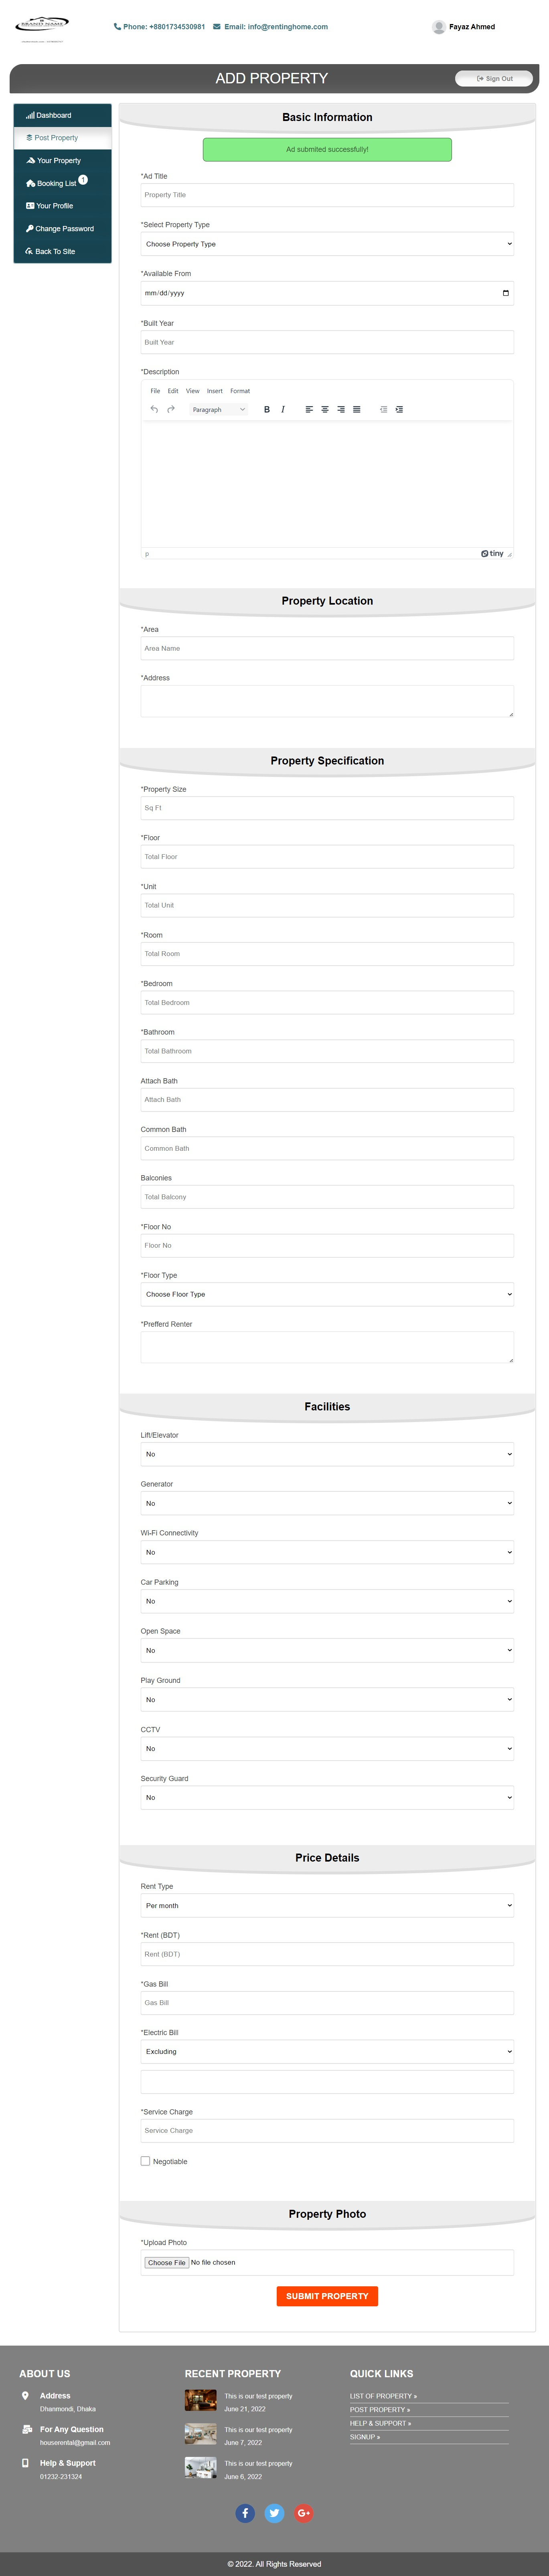 BRAND NAME
Phone: +8801734530981 Email: info@rentinghome.com
Fayaz Ahmed
ADD PROPERTY
Sign Out
Dashboard
Post Property
Your Property
Booking List 1
Your Profile
Change Password
Back To Site
Basic Information
Ad submited successfully!
*Ad Title
Property Title
*Select Property Type
Choose Property Type
*Available From
mm/dd/yyyy
*Built Year
Built Year
*Description
File Edit View Insert Format
Paragraph B I
p
tiny
Property Location
*Area
Area Name
*Address
Property Specification
*Property Size
Sq Ft
*Floor
Total Floor
*Unit
Total Unit
*Room
Total Room
*Bedroom
Total Bedroom
*Bathroom
Total Bathroom
Attach Bath
Attach Bath
Common Bath
Common Bath
Balconies
Total Balcony
*Floor No
Floor No
*Floor Type
Choose Floor Type
*Prefferd Renter
Facilities
Lift/Elevator
No
Generator
No
Wi-Fi Connectivity
No
Car Parking
No
Open Space
No
Play Ground
No
CCTV
No
Security Guard
No
Price Details
Rent Type
Per month
*Rent (BDT)
Rent (BDT)
*Gas Bill
Gas Bill
*Electric Bill
Excluding
*Service Charge
Service Charge
Negotiable
Property Photo
*Upload Photo
Choose File No file chosen
SUBMIT PROPERTY
ABOUT US
Address
Dhanmondi, Dhaka
For Any Question
houserental@gmail.com
Help & Support
01232-231324
RECENT PROPERTY
This is our test property
June 21, 2022
This is our test property
June 7, 2022
This is our test property
June 6, 2022
QUICK LINKS
LIST OF PROPERTY »
POST PROPERTY »
HELP & SUPPORT »
SIGNUP »
© 2022. All Rights Reserved